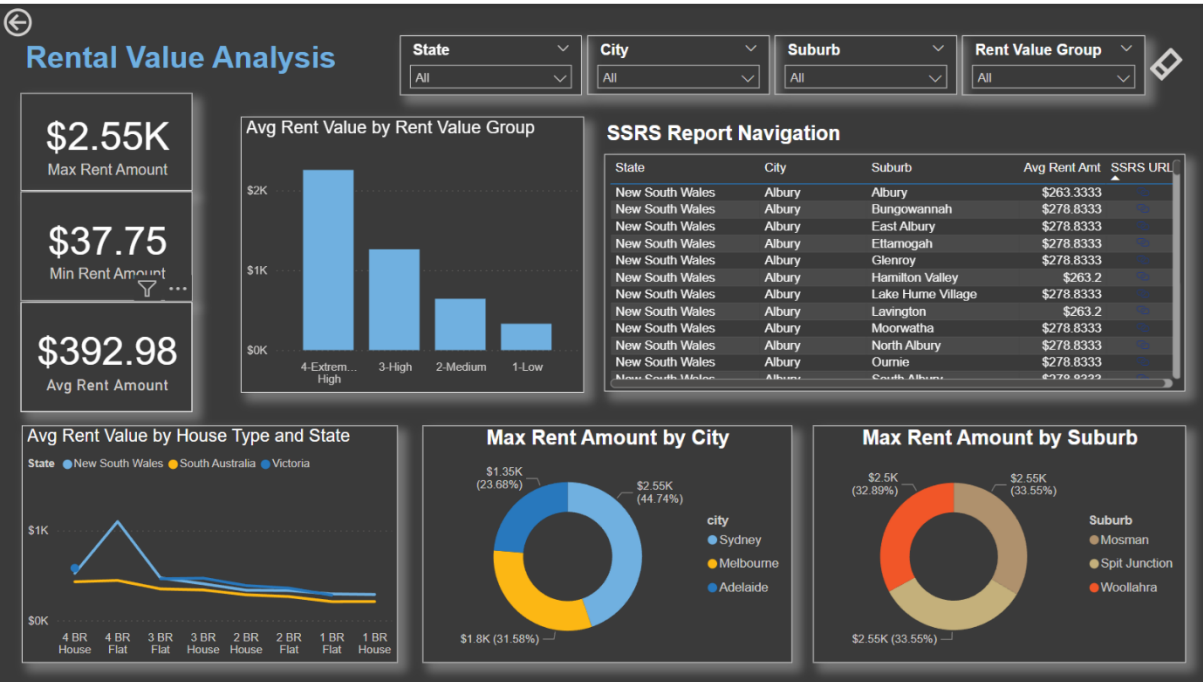 Rental Value Analysis
State
All
City
All
Suburb
All
Rent Value Group
All
$2.55K
Max Rent Amount
$37.75
Min Rent Amount
$392.98
Avg Rent Amount
Avg Rent Value by Rent Value Group
$2K
$1K
$0K
4-Extrem... 3-High 2-Medium 1-Low
High
SSRS Report Navigation
State City Suburb Avg Rent Amt SSRS URL
New South Wales Albury Albury $263.3333
New South Wales Albury Bungowannah $278.8333
New South Wales Albury East Albury $278.8333
New South Wales Albury Ettamogah $278.8333
New South Wales Albury Glenroy $278.8333
New South Wales Albury Hamilton Valley $263.2
New South Wales Albury Lake Hume Village $278.8333
New South Wales Albury Lavington $263.2
New South Wales Albury Moorwatha $278.8333
New South Wales Albury North Albury $278.8333
New South Wales Albury Ournie $278.8333
New South Wales Albury South Albury $278.8333
Avg Rent Value by House Type and State
State New South Wales South Australia Victoria
$1K
$0K
4 BR 4 BR 3 BR 3 BR 2 BR 2 BR 1 BR 1 BR
House Flat Flat House House Flat Flat House
Max Rent Amount by City
$1.35K
(23.68%)
$2.55K
(44.74%)
$1.8K (31.58%)
city
Sydney
Melbourne
Adelaide
Max Rent Amount by Suburb
$2.5K
(32.89%)
$2.55K
(33.55%)
$2.55K (33.55%)
Suburb
Mosman
Spit Junction
Woollahra